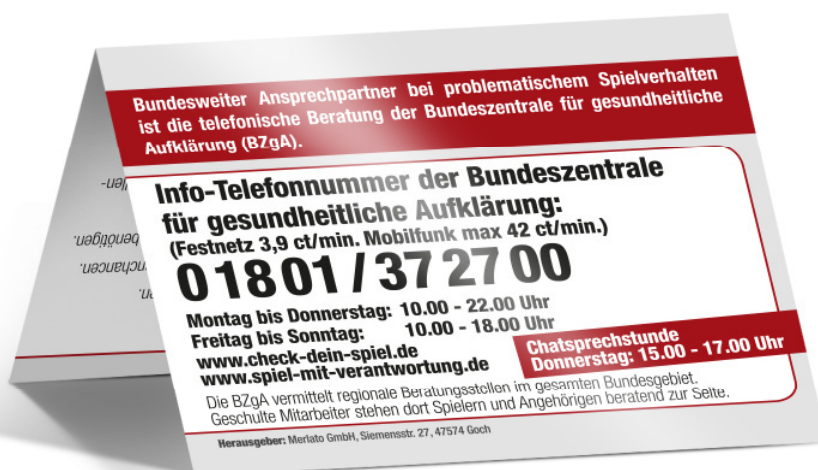 Bundesweiter Ansprechpartner bei problematischem Spielverhalten
ist die telefonische Beratung der Bundeszentrale für gesundheitliche
Aufklärung (BZgA).
Info-Telefonnummer der Bundeszentrale
für gesundheitliche Aufklärung:
(Festnetz 3,9 ct/min. Mobilfunk max 42 ct/min.)
0 18 01 / 37 27 00
Montag bis Donnerstag: 10.00 - 22.00 Uhr
Freitag bis Sonntag: 10.00 - 18.00 Uhr
www.check-dein-spiel.de
www.spiel-mit-verantwortung.de
Chatsprechstunde
Donnerstag: 15.00 - 17.00 Uhr
Die BZgA vermittelt regionale Beratungsstellen im gesamten Bundesgebiet.
Geschulte Mitarbeiter stehen dort Spielern und Angehörigen beratend zur Seite.
Herausgeber: Merlato GmbH, Siemensstr. 27, 47574 Goch
benötigen.